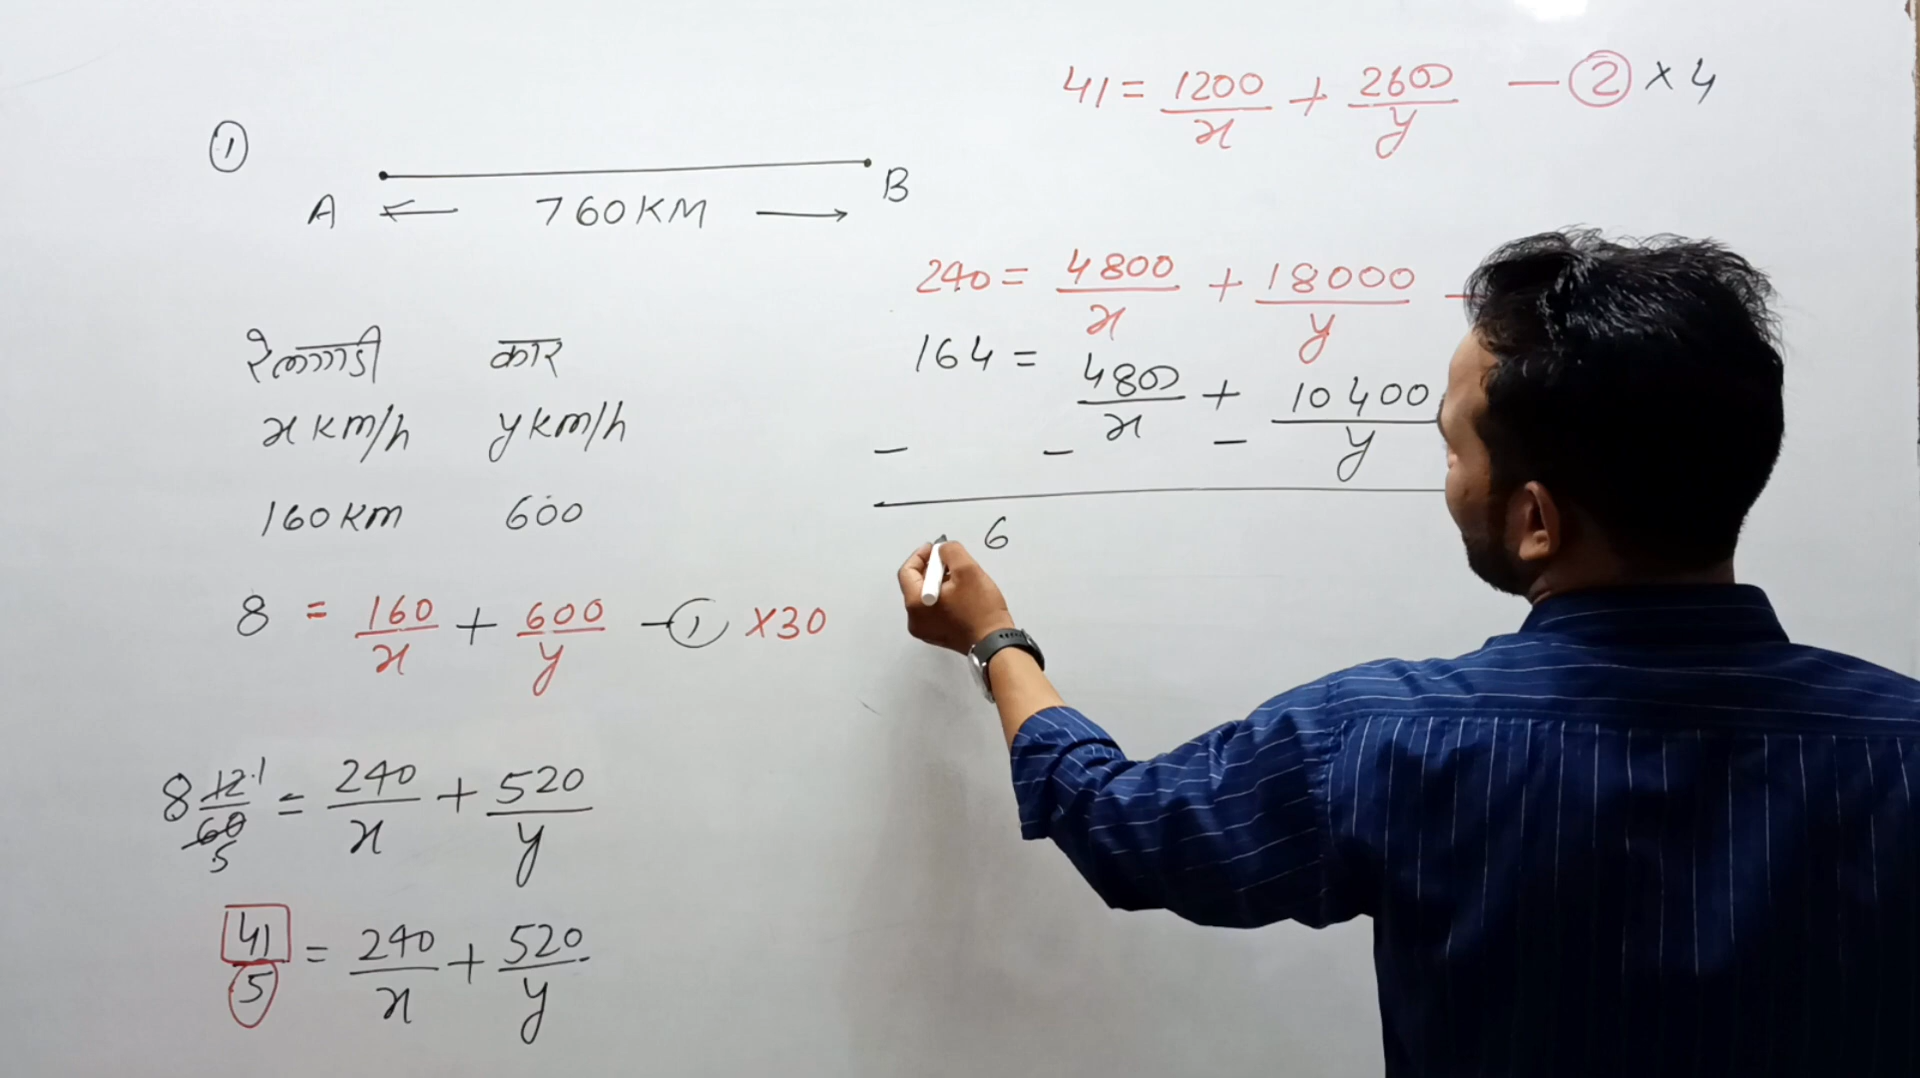 ①
A ← 760KM → B
रेलगाडी कार
x km/h y km/h
160km 600
8 = 160/x + 600/y - ① ×30
8 12/60 1/5 = 240/x + 520/y
41/5 = 240/x + 520/y
41 = 1200/x + 2600/y - ② × 4
240 = 4800/x + 18000/y -
164 = 4800/x + 10400/y
- - -
6